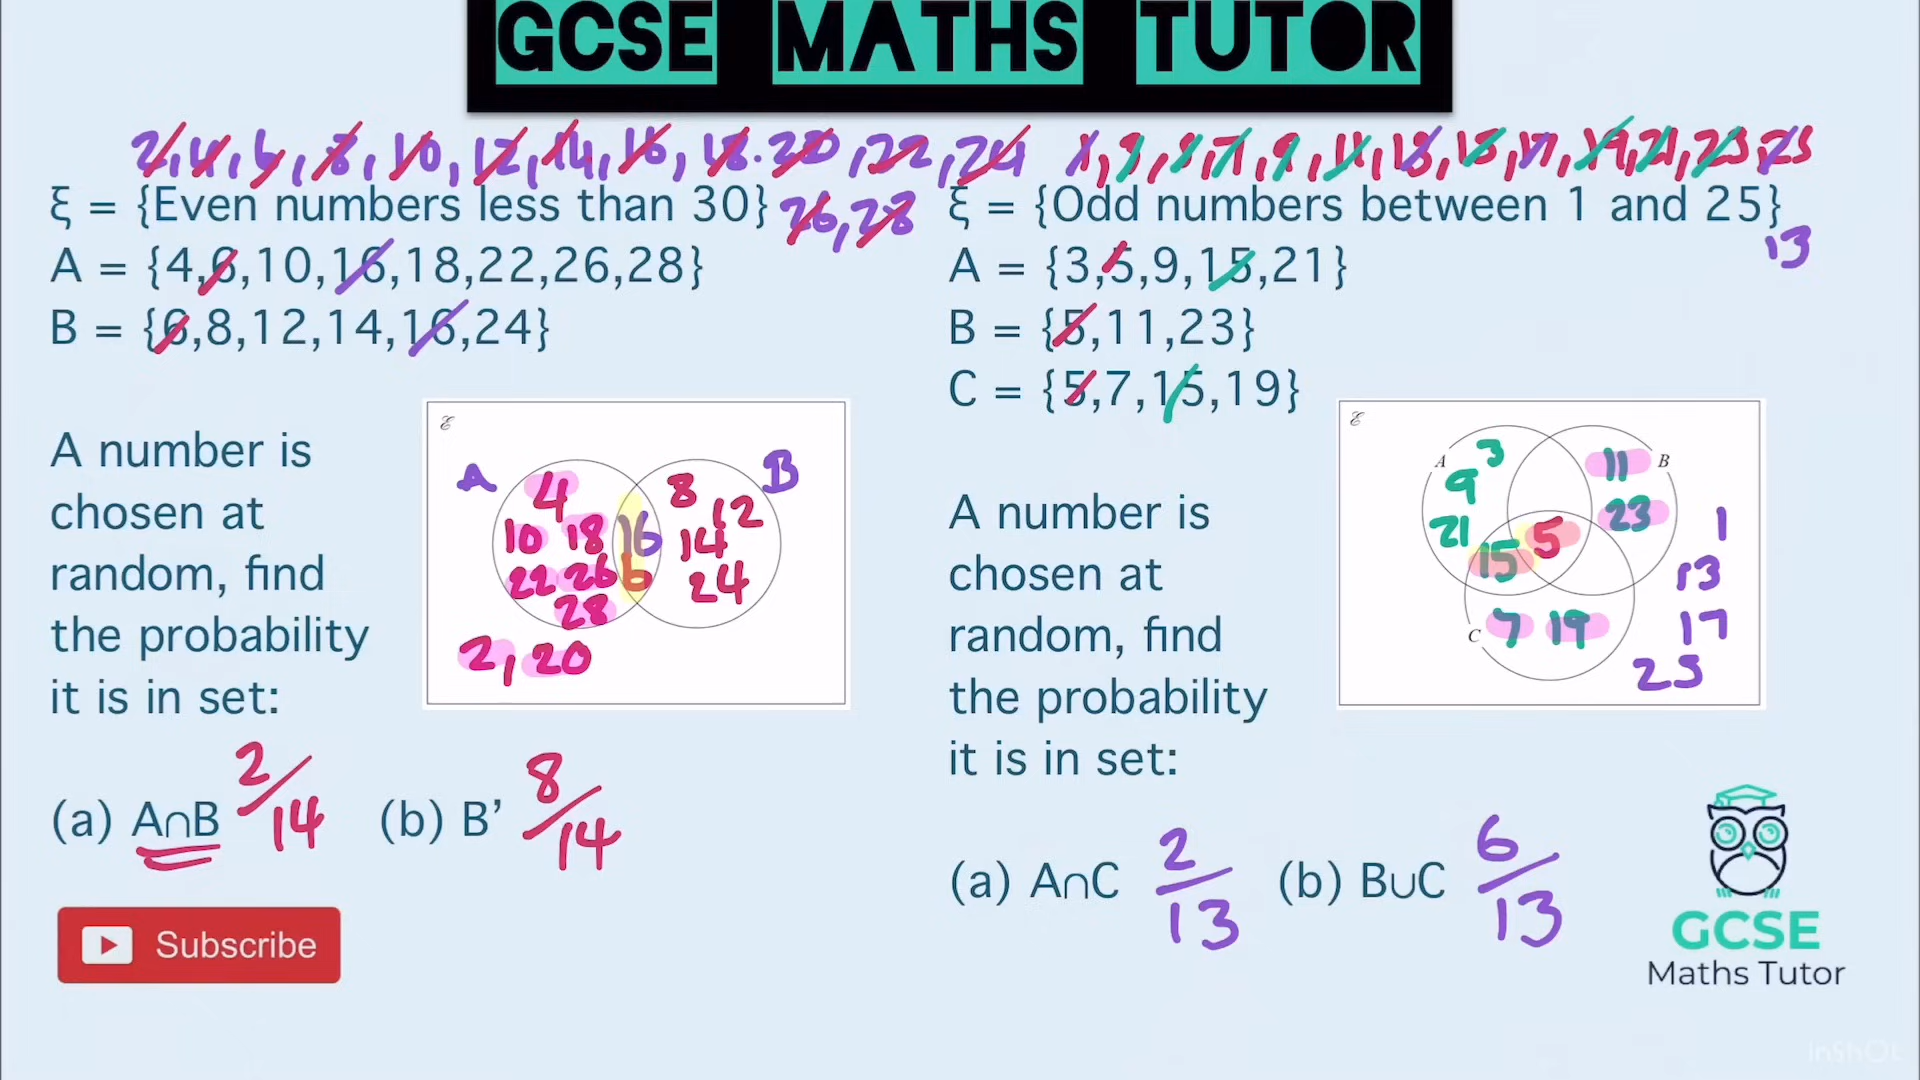 GCSE MATHS TUTOR
2,4,6,8,10,12,14,16,18.20,22,24
ξ = {Even numbers less than 30} 26,28
A = {4,6,10,16,18,22,26,28}
B = {6,8,12,14,16,24}
A number is
chosen at
random, find
the probability
it is in set:
ℰ
A
B
4
10 18
22 26
28
16
6
8
12
14
24
2, 20
(a) A∩B 2/14 (b) B’ 8/14
Subscribe
1,3,5,7,9,11,13,15,17,19,21,23,25
ξ = {Odd numbers between 1 and 25}
13
A = {3,5,9,15,21}
B = {5,11,23}
C = {5,7,15,19}
A number is
chosen at
random, find
the probability
it is in set:
ℰ
A
B
C
3
9
21
15
5
11
23
7 19
1
13
17
25
(a) A∩C 2/13 (b) B∪C 6/13
GCSE
Maths Tutor
InShOt